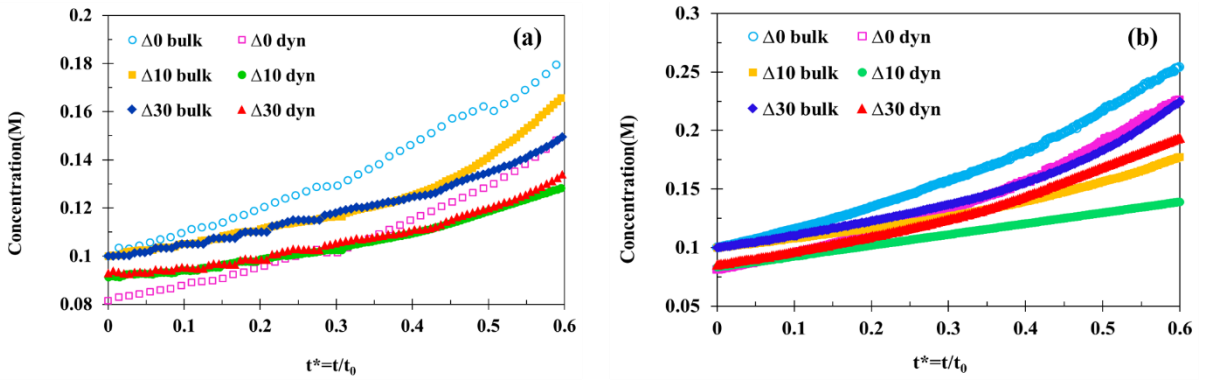 0.2
0.18
0.16
0.14
0.12
0.1
0.08
Concentration(M)
(a)
Δ0 bulk
Δ0 dyn
Δ10 bulk
Δ10 dyn
Δ30 bulk
Δ30 dyn
0
0.1
0.2
0.3
0.4
0.5
0.6
t*=t/t₀
0.3
0.25
0.2
0.15
0.1
0.05
Concentration(M)
(b)
Δ0 bulk
Δ0 dyn
Δ10 bulk
Δ10 dyn
Δ30 bulk
Δ30 dyn
0
0.1
0.2
0.3
0.4
0.5
0.6
t*=t/t₀